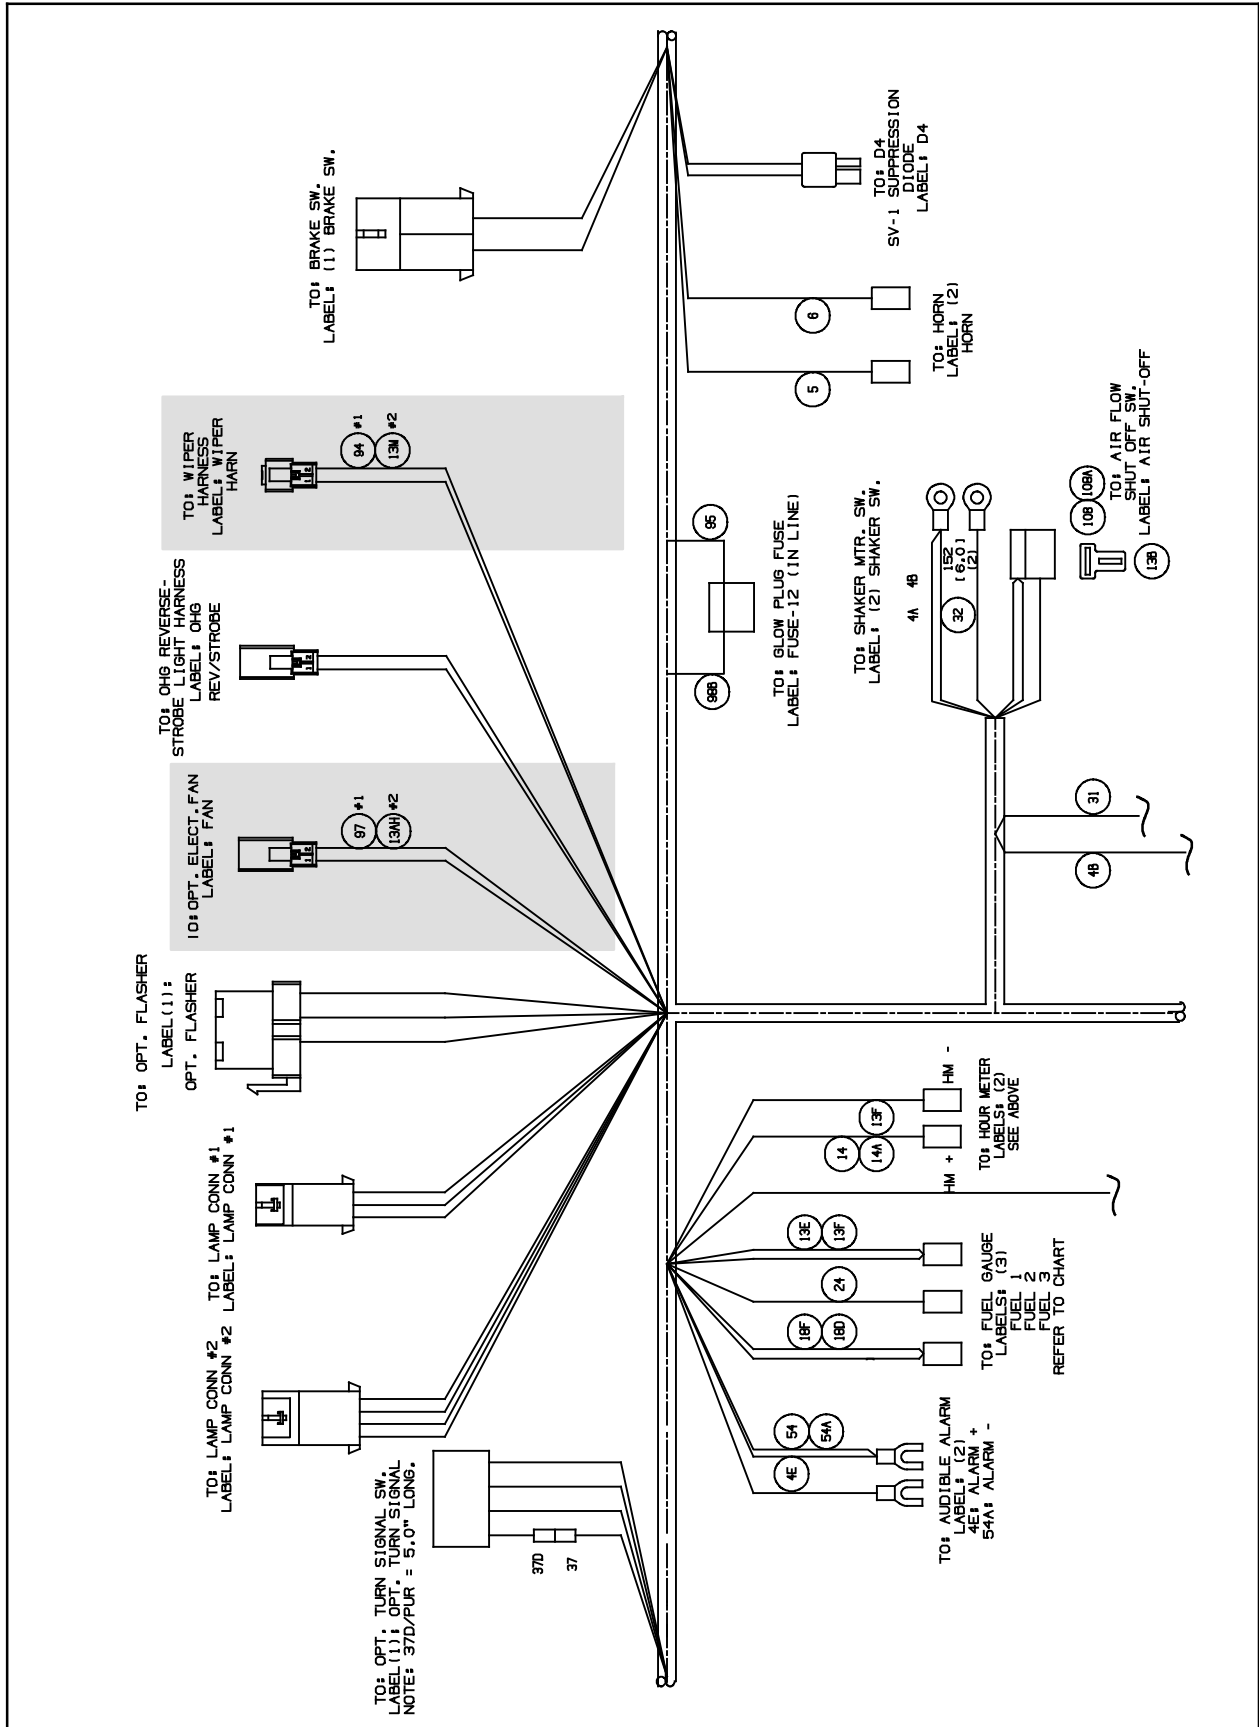 TO: OPT. TURN SIGNAL SW.
LABEL(1): OPT. TURN SIGNAL
NOTE: 37D/PUR = 5.0" LONG.
37D
37
TO: LAMP CONN #2
LABEL: LAMP CONN #2
TO: LAMP CONN #1
LABEL: LAMP CONN #1
TO: OPT. FLASHER
LABEL(1):
OPT. FLASHER
TO: OPT. ELECT. FAN
LABEL: FAN
97 #1
13AH #2
1 2
TO: OHG REVERSE-
STROBE LIGHT HARNESS
LABEL: OHG
REV/STROBE
1 2
TO: WIPER
HARNESS
LABEL: WIPER
HARN
94 #1
13W #2
1 2
TO: BRAKE SW.
LABEL: (1) BRAKE SW.
TO: AUDIBLE ALARM
LABEL: (2)
4E: ALARM +
54A: ALARM -
4E
54
54A
TO: FUEL GAUGE
LABELS: (3)
FUEL 1
FUEL 2
FUEL 3
REFER TO CHART
18F
18D
24
13E
13F
HM +
HM -
14
14A
13F
TO: HOUR METER
LABELS: (2)
SEE ABOVE
4B
31
98B
95
TO: GLOW PLUG FUSE
LABEL: FUSE-12 (IN LINE)
TO: SHAKER MTR. SW.
LABEL: (2) SHAKER SW.
4A 4B
32
152
[6.0]
(2)
108
108A
13B
TO: AIR FLOW
SHUT OFF SW.
LABEL: AIR SHUT-OFF
5
6
TO: HORN
LABEL: (2)
HORN
TO: D4
SV-1 SUPPRESSION
DIODE
LABEL: D4